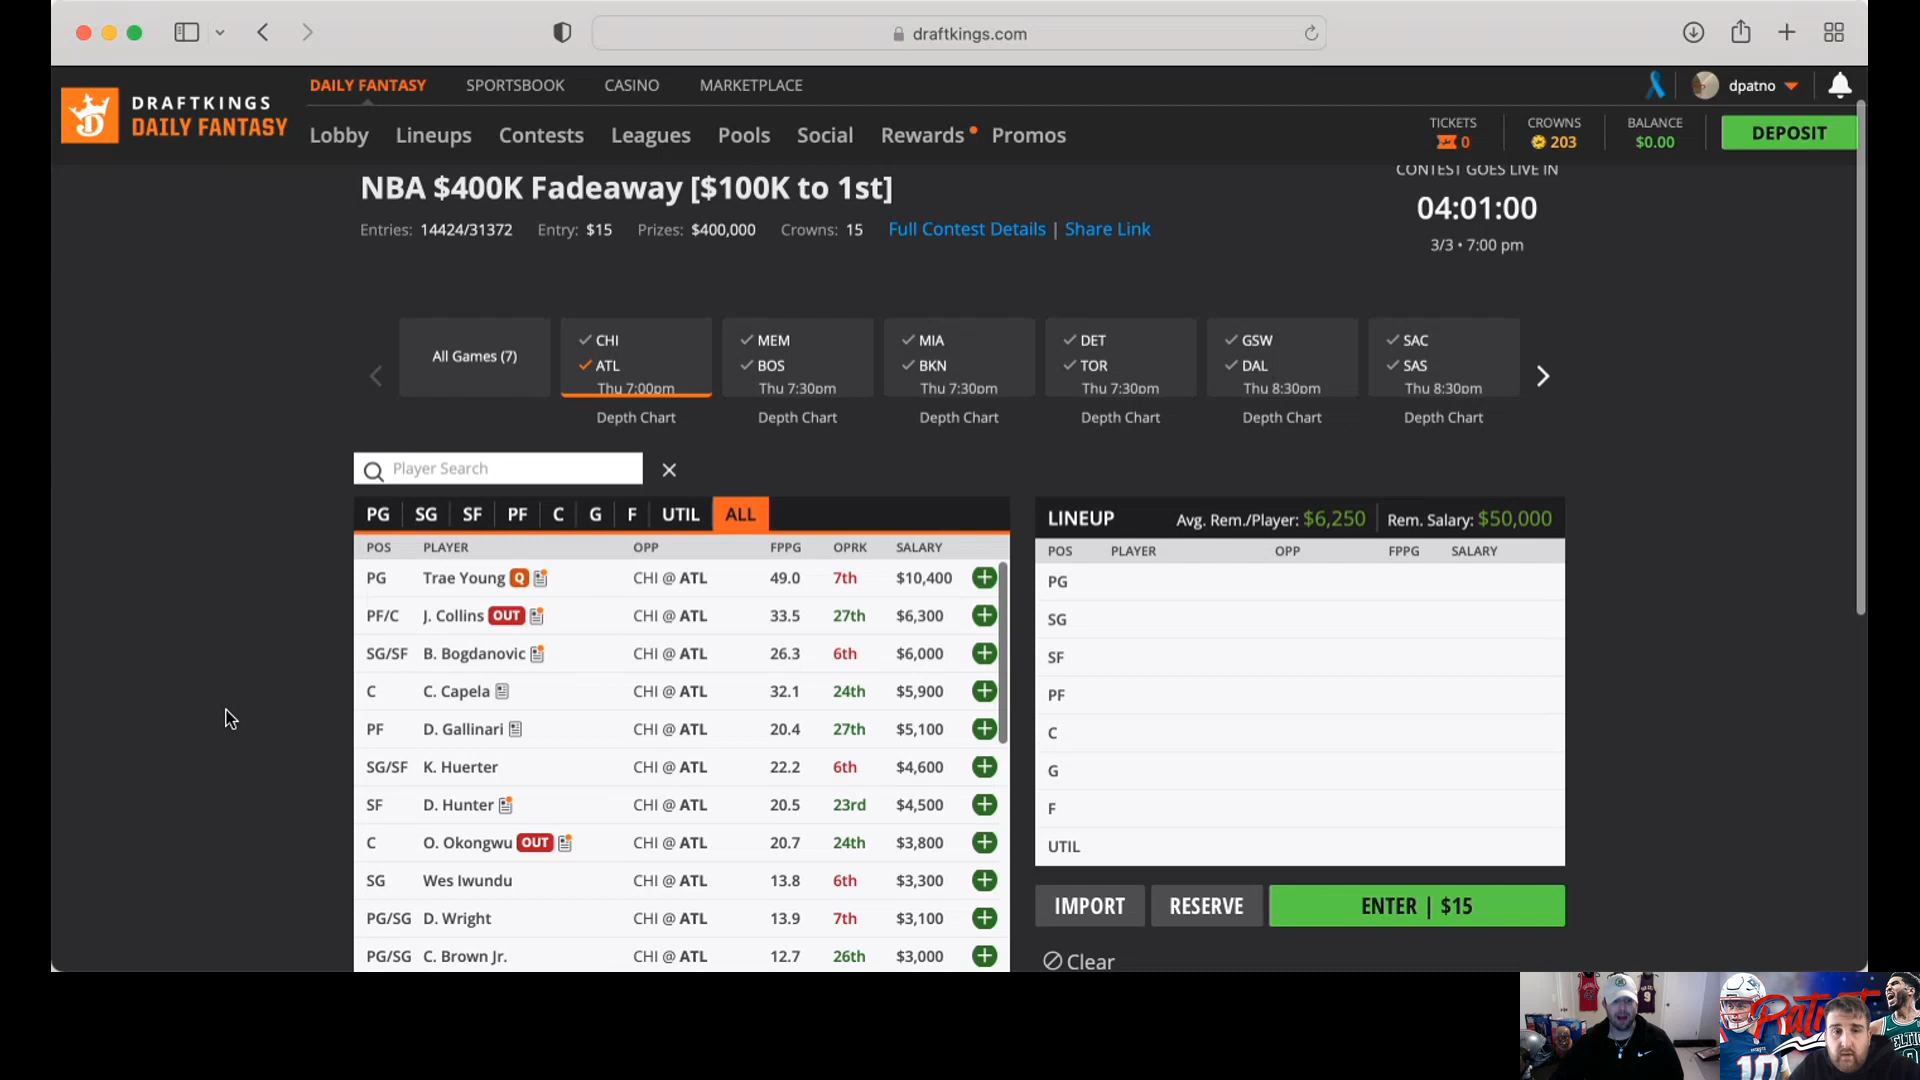 draftkings.com
DRAFTKINGS
DAILY FANTASY
DAILY FANTASY SPORTSBOOK CASINO MARKETPLACE
dpatno
Lobby Lineups Contests Leagues Pools Social Rewards Promos
TICKETS 0
CROWNS 203
BALANCE $0.00
DEPOSIT
NBA $400K Fadeaway [$100K to 1st]
Entries: 14424/31372 Entry: $15 Prizes: $400,000 Crowns: 15 Full Contest Details | Share Link
CONTEST GOES LIVE IN
04:01:00
3/3 • 7:00 pm
All Games (7)
CHI
ATL
Thu 7:00pm
Depth Chart
MEM
BOS
Thu 7:30pm
Depth Chart
MIA
BKN
Thu 7:30pm
Depth Chart
DET
TOR
Thu 7:30pm
Depth Chart
GSW
DAL
Thu 8:30pm
Depth Chart
SAC
SAS
Thu 8:30pm
Depth Chart
Player Search
PG SG SF PF C G F UTIL ALL
POS PLAYER OPP FPPG OPRK SALARY
PG Trae Young Q CHI @ ATL 49.0 7th $10,400
PF/C J. Collins OUT CHI @ ATL 33.5 27th $6,300
SG/SF B. Bogdanovic CHI @ ATL 26.3 6th $6,000
C C. Capela CHI @ ATL 32.1 24th $5,900
PF D. Gallinari CHI @ ATL 20.4 27th $5,100
SG/SF K. Huerter CHI @ ATL 22.2 6th $4,600
SF D. Hunter CHI @ ATL 20.5 23rd $4,500
C O. Okongwu OUT CHI @ ATL 20.7 24th $3,800
SG Wes Iwundu CHI @ ATL 13.8 6th $3,300
PG/SG D. Wright CHI @ ATL 13.9 7th $3,100
PG/SG C. Brown Jr. CHI @ ATL 12.7 26th $3,000
LINEUP Avg. Rem./Player: $6,250 Rem. Salary: $50,000
POS PLAYER OPP FPPG SALARY
PG
SG
SF
PF
C
G
F
UTIL
IMPORT RESERVE ENTER | $15
Clear